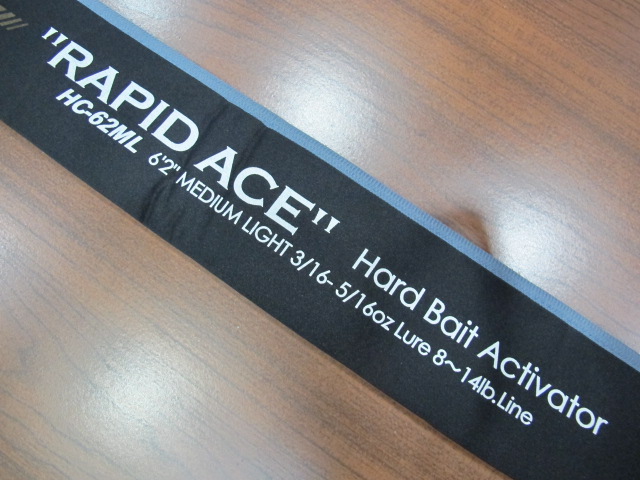 "RAPID ACE" Hard Bait Activator
HC-62ML 6'2" MEDIUM LIGHT 3/16-5/16oz Lure 8~14lb.Line